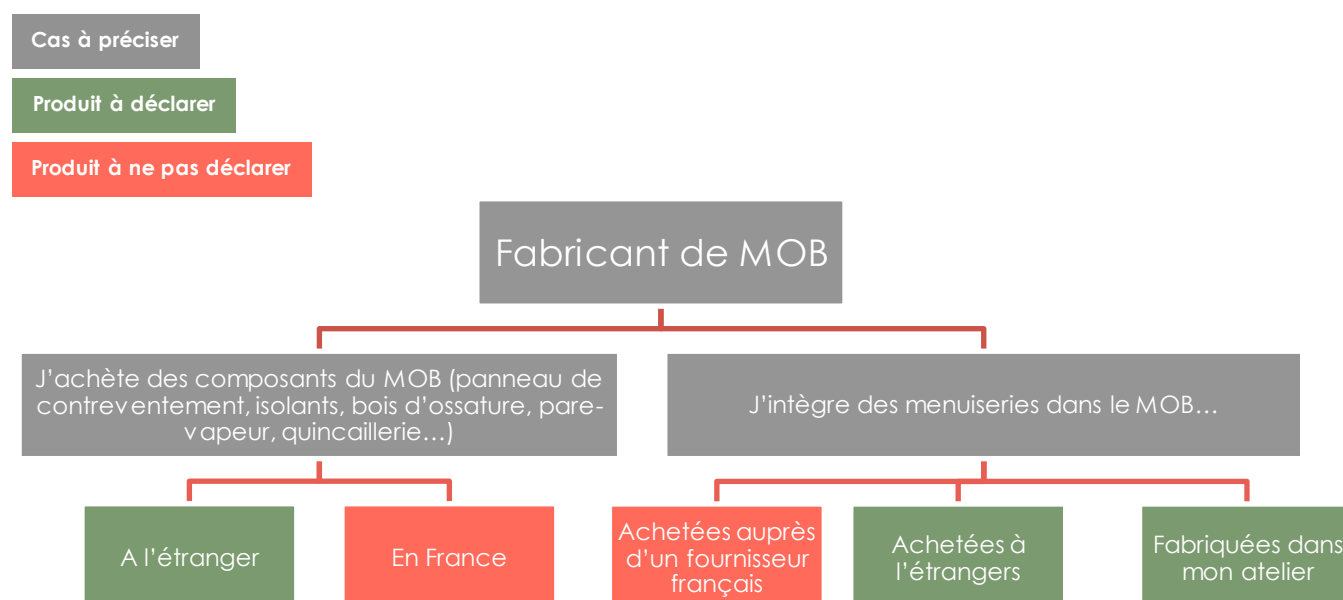 Cas à préciser
Produit à déclarer
Produit à ne pas déclarer
Fabricant de MOB
J'achète des composants du MOB (panneau de
contreventement, isolants, bois d'ossature, pare-
vapeur, quincaillerie…)
J'intègre des menuiseries dans le MOB…
A l'étranger
En France
Achetées auprès
d'un fournisseur
français
Achetées à
l'étrangers
Fabriquées dans
mon atelier